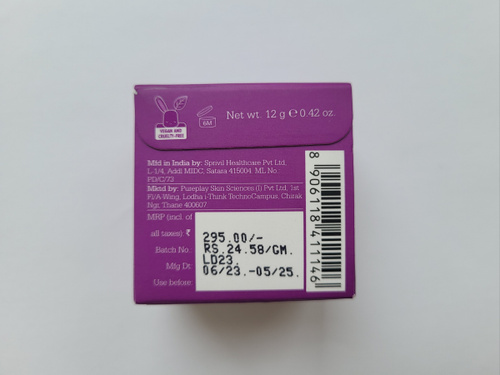 VEGAN AND
CRUELTY-FREE
6M
Net wt. 12 g ℮ 0.42 oz.
Mfd in India by: Sprovil Healthcare Pvt Ltd,
L-1/4, Addl MIDC, Satara 415004 ML No.:
PD/C/73
Mktd by: Pureplay Skin Sciences (I) Pvt Ltd, 1st
Fl/A-Wing, Lodha i-Think TechnoCampus, Chirak
Ngr, Thane 400607
MRP (incl. of
all taxes) ₹ 295.00/-
RS.24.58/GM.
Batch No.: LD23.
Mfg Dt: 06/23.-05/25.
Use before:
8 906118 411146